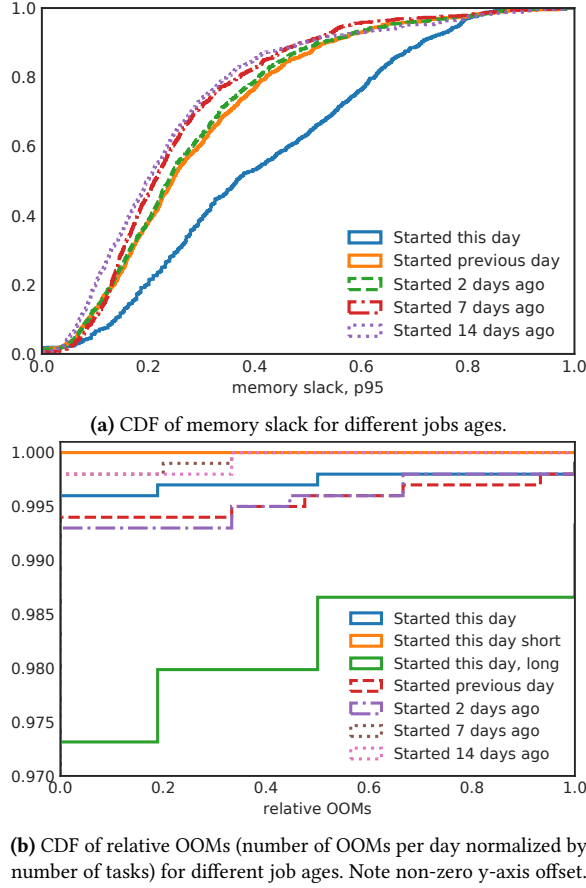 1.0
0.8
0.6
0.4
0.2
0.0
Started this day
Started previous day
Started 2 days ago
Started 7 days ago
Started 14 days ago
0.0 0.2 0.4 0.6 0.8 1.0
memory slack, p95
(a) CDF of memory slack for different jobs ages.
1.000
0.995
0.990
0.985
0.980
0.975
0.970
Started this day
Started this day short
Started this day, long
Started previous day
Started 2 days ago
Started 7 days ago
Started 14 days ago
0.0 0.2 0.4 0.6 0.8 1.0
relative OOMs
(b) CDF of relative OOMs (number of OOMs per day normalized by
number of tasks) for different job ages. Note non-zero y-axis offset.